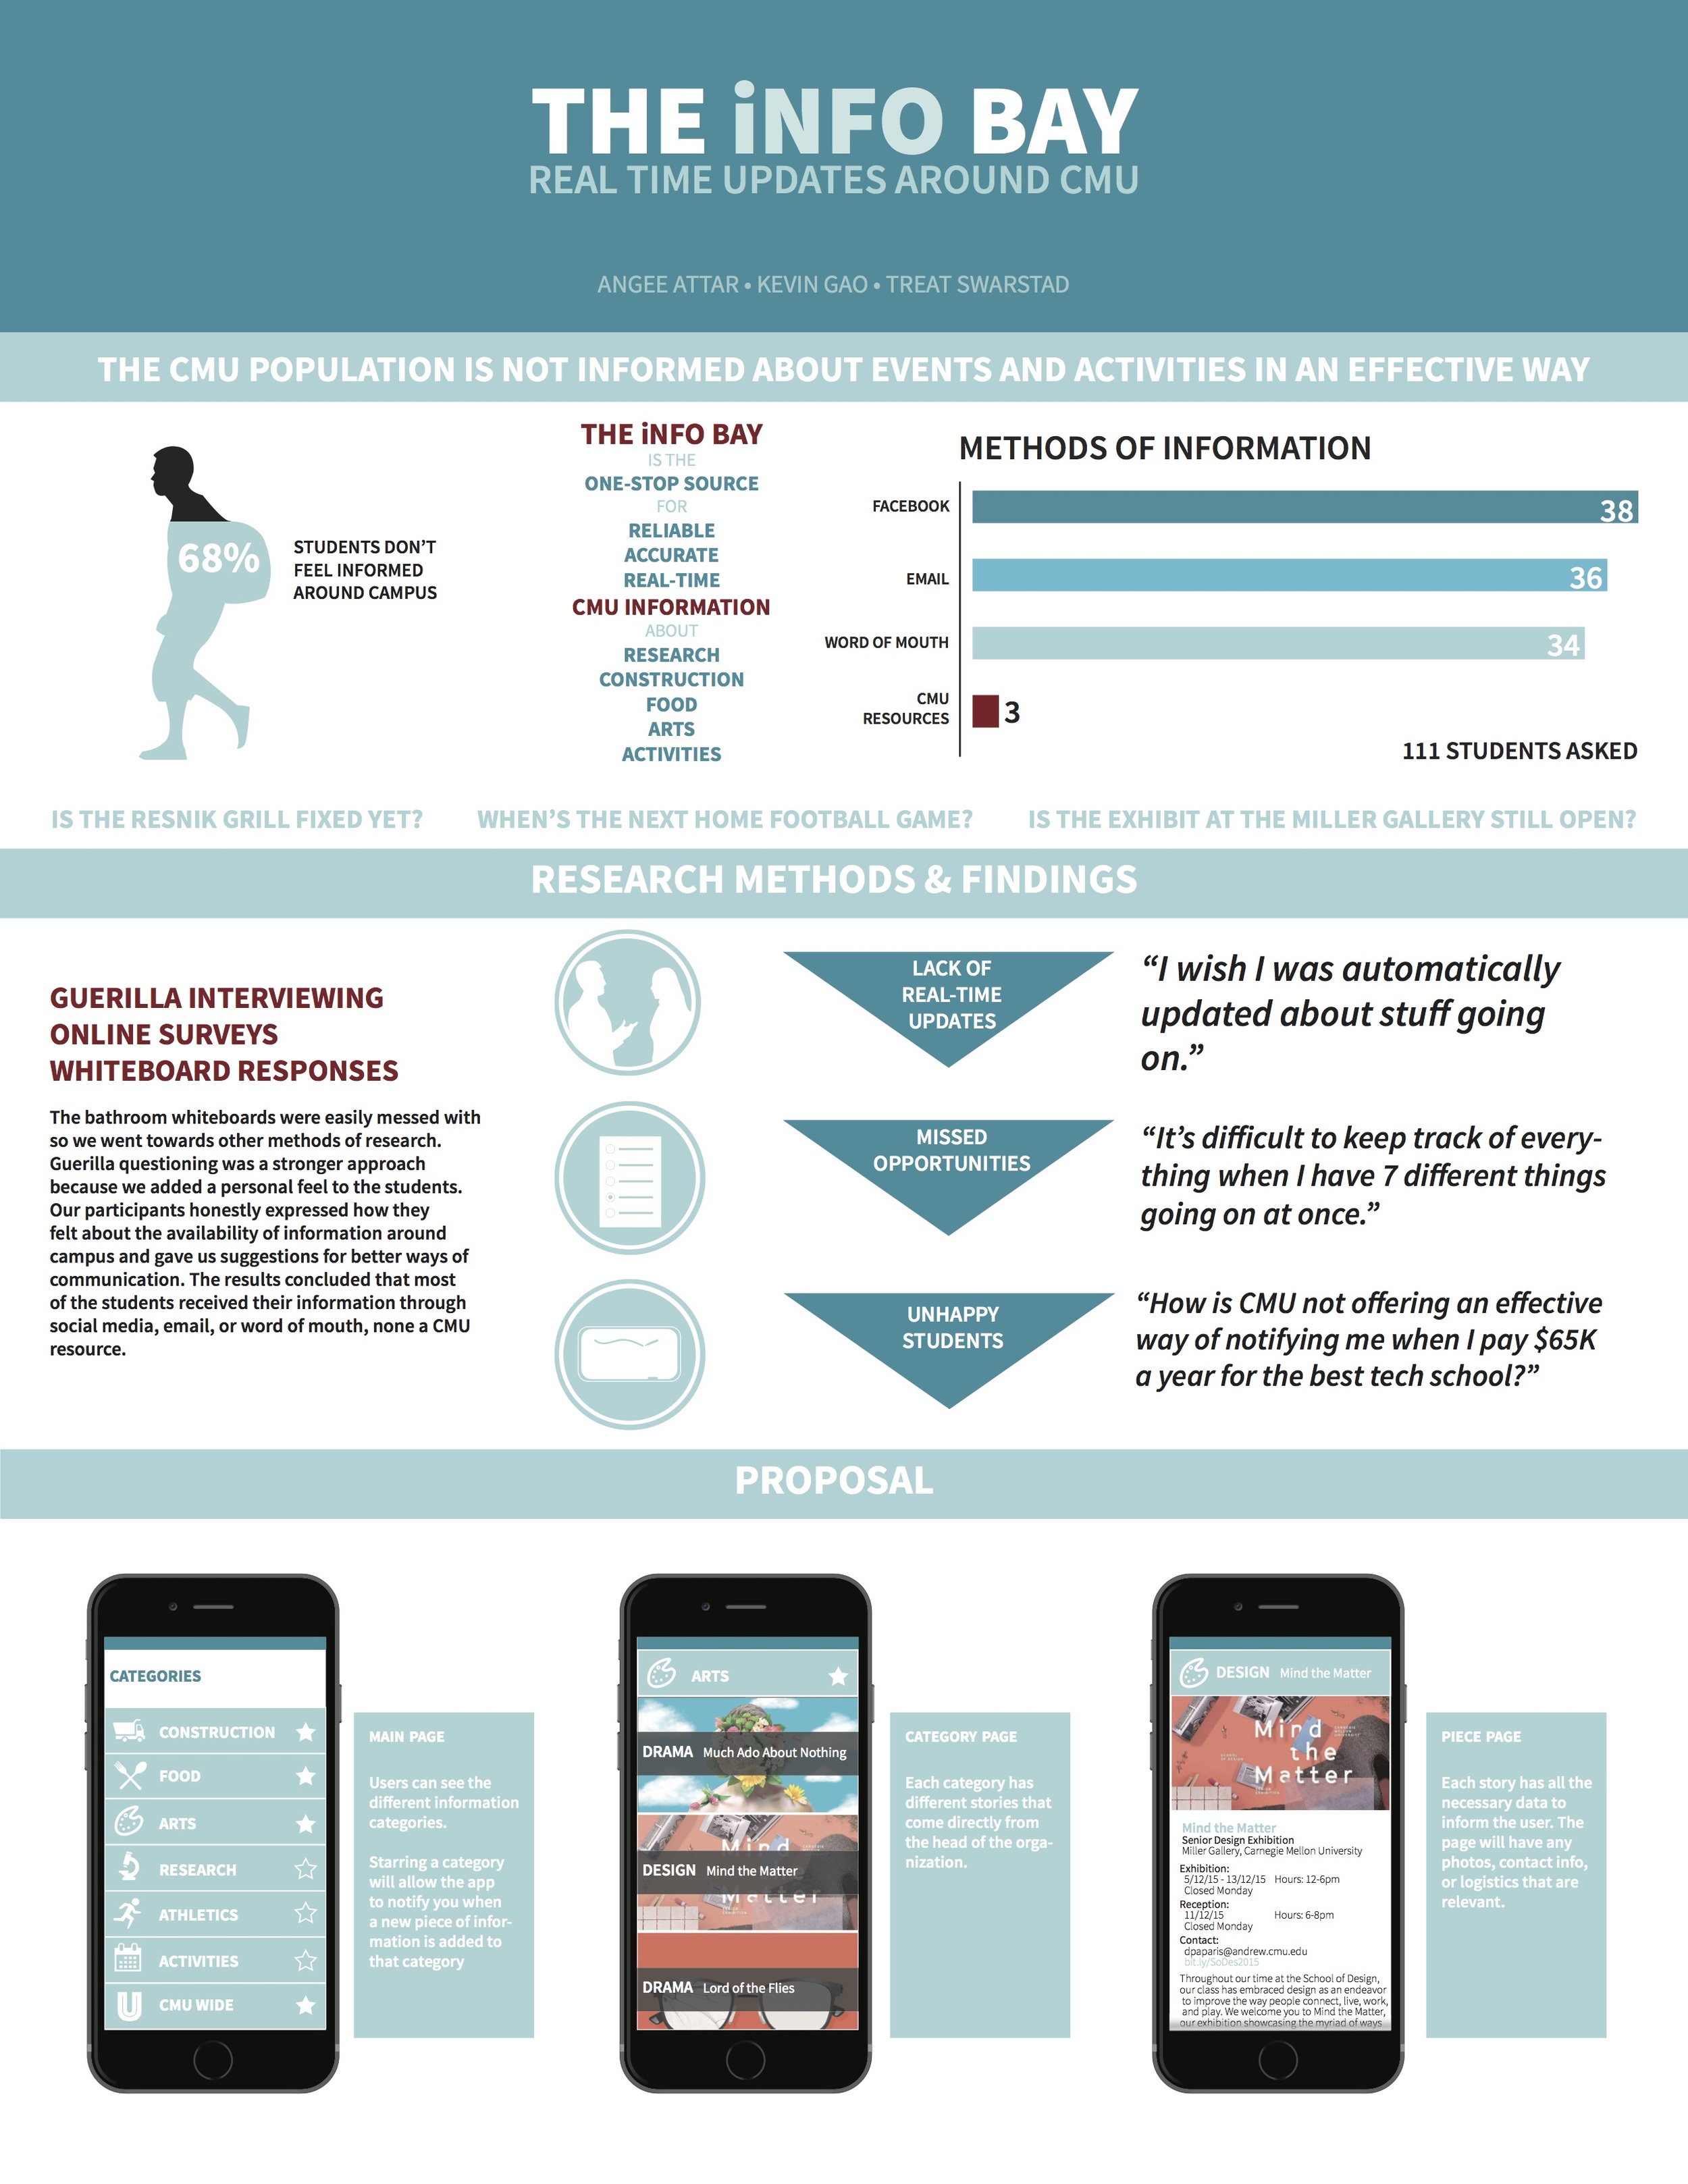 THE iNFO BAY
REAL TIME UPDATES AROUND CMU
ANGEE ATTAR • KEVIN GAO • TREAT SWARSTAD
THE CMU POPULATION IS NOT INFORMED ABOUT EVENTS AND ACTIVITIES IN AN EFFECTIVE WAY
68%
STUDENTS DON'T
FEEL INFORMED
AROUND CAMPUS
THE iNFO BAY
IS THE
ONE-STOP SOURCE
FOR
RELIABLE
ACCURATE
REAL-TIME
CMU INFORMATION
ABOUT
RESEARCH
CONSTRUCTION
FOOD
ARTS
ACTIVITIES
METHODS OF INFORMATION
FACEBOOK 38
EMAIL 36
WORD OF MOUTH 34
CMU
RESOURCES 3
111 STUDENTS ASKED
IS THE RESNIK GRILL FIXED YET?
WHEN'S THE NEXT HOME FOOTBALL GAME?
IS THE EXHIBIT AT THE MILLER GALLERY STILL OPEN?
RESEARCH METHODS & FINDINGS
GUERILLA INTERVIEWING
ONLINE SURVEYS
WHITEBOARD RESPONSES
The bathroom whiteboards were easily messed with
so we went towards other methods of research.
Guerilla questioning was a stronger approach
because we added a personal feel to the students.
Our participants honestly expressed how they
felt about the availability of information around
campus and gave us suggestions for better ways of
communication. The results concluded that most
of the students received their information through
social media, email, or word of mouth, none a CMU
resource.
LACK OF
REAL-TIME
UPDATES
"I wish I was automatically
updated about stuff going
on."
MISSED
OPPORTUNITIES
"It's difficult to keep track of every-
thing when I have 7 different things
going on at once."
UNHAPPY
STUDENTS
"How is CMU not offering an effective
way of notifying me when I pay $65K
a year for the best tech school?"
PROPOSAL
CATEGORIES
CONSTRUCTION
FOOD
ARTS
RESEARCH
ATHLETICS
ACTIVITIES
CMU WIDE
MAIN PAGE
Users can see the
different information
categories.
Starring a category
will allow the app
to notify you when
a new piece of infor-
mation is added to
that category
ARTS
DRAMA Much Ado About Nothing
Mind
DESIGN Mind the Matter
Matter
DRAMA Lord of the Flies
CATEGORY PAGE
Each category has
different stories that
come directly from
the head of the orga-
nization.
DESIGN Mind the Matter
Mind
the
Matter
Mind the Matter
Senior Design Exhibition
Miller Gallery, Carnegie Mellon University
Exhibition:
5/12/15 - 13/12/15 Hours: 12-6pm
Closed Monday
Reception:
11/12/15 Hours: 6-8pm
Closed Monday
Contact:
dpaparis@andrew.cmu.edu
bit.ly/SoDes2015
Throughout our time at the School of Design,
our class has embraced design as an endeavor
to improve the way people connect, live, work,
and play. We welcome you to Mind the Matter,
our exhibition showcasing the myriad of ways
PIECE PAGE
Each story has all the
necessary data to
inform the user. The
page will have any
photos, contact info,
or logistics that are
relevant.